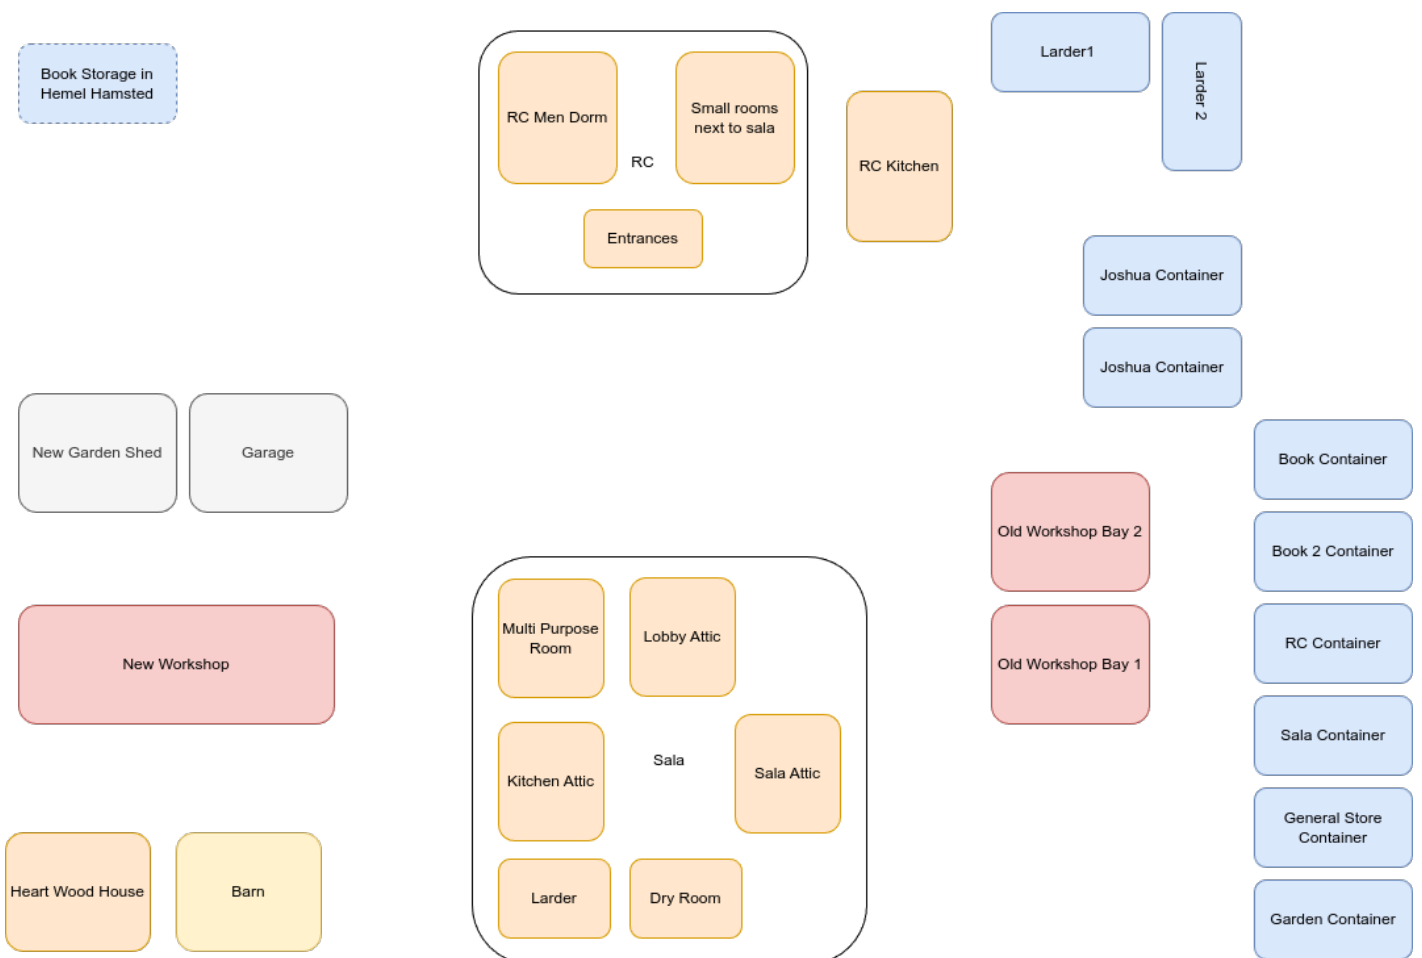 Book Storage in
Hemel Hamsted
RC Men Dorm
Small rooms
next to sala
RC
Entrances
RC Kitchen
Larder1
Larder 2
Joshua Container
Joshua Container
New Garden Shed
Garage
Book Container
Old Workshop Bay 2
Book 2 Container
New Workshop
Multi Purpose
Room
Lobby Attic
Old Workshop Bay 1
RC Container
Kitchen Attic
Sala
Sala Attic
Sala Container
General Store
Container
Heart Wood House
Barn
Larder
Dry Room
Garden Container